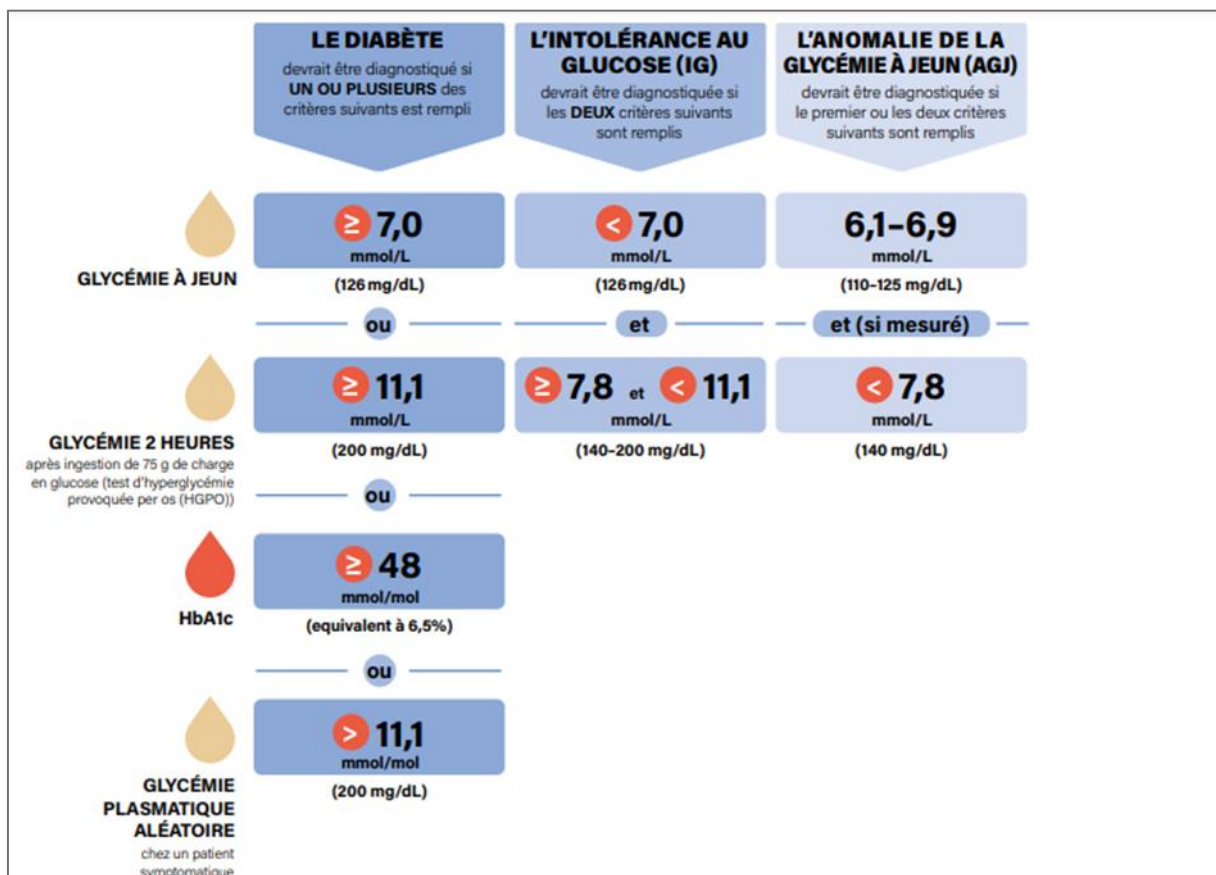 LE DIABÈTE
devrait être diagnostiqué si
UN OU PLUSIEURS des
critères suivants est rempli
L'INTOLÉRANCE AU
GLUCOSE (IG)
devrait être diagnostiquée si
les DEUX critères suivants
sont remplis
L'ANOMALIE DE LA
GLYCÉMIE À JEUN (AGJ)
devrait être diagnostiquée si
le premier ou les deux critères
suivants sont remplis
GLYCÉMIE À JEUN
≥ 7,0
mmol/L
(126 mg/dL)
< 7,0
mmol/L
(126 mg/dL)
6,1–6,9
mmol/L
(110–125 mg/dL)
ou
et
et (si mesuré)
GLYCÉMIE 2 HEURES
après ingestion de 75 g de charge
en glucose (test d'hyperglycémie
provoquée per os (HGPO))
≥ 11,1
mmol/L
(200 mg/dL)
≥ 7,8 et < 11,1
mmol/L
(140–200 mg/dL)
< 7,8
mmol/L
(140 mg/dL)
ou
HbA1c
≥ 48
mmol/mol
(equivalent à 6,5%)
ou
> 11,1
mmol/mol
(200 mg/dL)
GLYCÉMIE
PLASMATIQUE
ALÉATOIRE
chez un patient
symptomatique